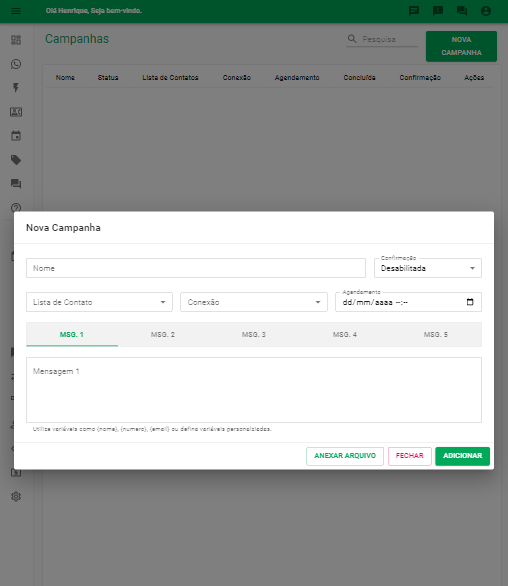 Olá Henrique, Seja bem-vindo.
Campanhas
Pesquisa
NOVA
CAMPANHA
Nome Status Lista de Contatos Conexão Agendamento Concluída Confirmação Ações
Nova Campanha
Nome
Confirmação
Desabilitada
Lista de Contato
Conexão
Agendamento
dd/mm/aaaa --:--
MSG. 1 MSG. 2 MSG. 3 MSG. 4 MSG. 5
Mensagem 1
Utilize variáveis como {nome}, {numero}, {email} ou defina variáveis personalziadas.
ANEXAR ARQUIVO FECHAR ADICIONAR